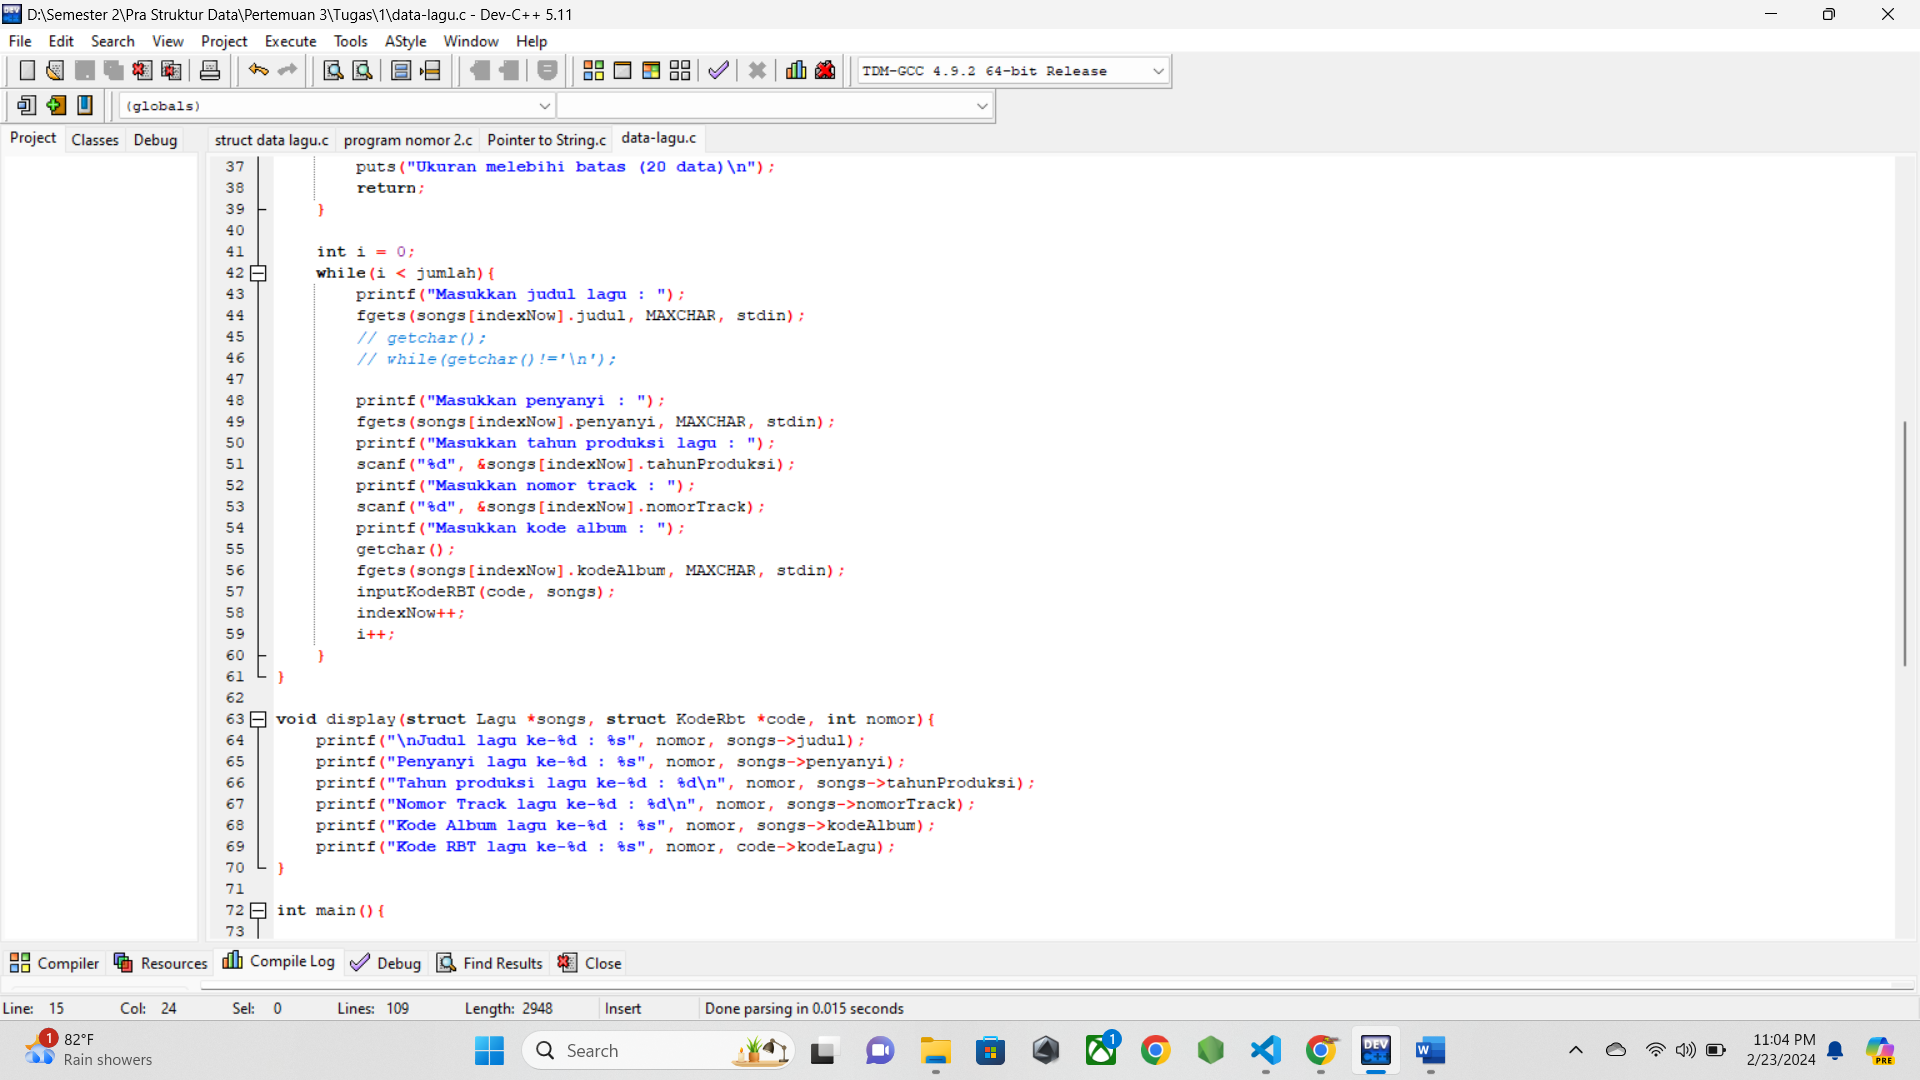 D:\Semester 2\Pra Struktur Data\Pertemuan 3\Tugas\1\data-lagu.c - Dev-C++ 5.11
File Edit Search View Project Execute Tools AStyle Window Help
TDM-GCC 4.9.2 64-bit Release
(globals)
Project Classes Debug struct data lagu.c program nomor 2.c Pointer to String.c data-lagu.c
37 puts("Ukuran melebihi batas (20 data)\n");
38 return;
39 }
40
41 int i = 0;
42 while(i < jumlah){
43 printf("Masukkan judul lagu : ");
44 fgets(songs[indexNow].judul, MAXCHAR, stdin);
45 // getchar();
46 // while(getchar()!='\n');
47
48 printf("Masukkan penyanyi : ");
49 fgets(songs[indexNow].penyanyi, MAXCHAR, stdin);
50 printf("Masukkan tahun produksi lagu : ");
51 scanf("%d", &songs[indexNow].tahunProduksi);
52 printf("Masukkan nomor track : ");
53 scanf("%d", &songs[indexNow].nomorTrack);
54 printf("Masukkan kode album : ");
55 getchar();
56 fgets(songs[indexNow].kodeAlbum, MAXCHAR, stdin);
57 inputKodeRBT(code, songs);
58 indexNow++;
59 i++;
60 }
61 }
62
63 void display(struct Lagu *songs, struct KodeRbt *code, int nomor){
64 printf("\nJudul lagu ke-%d : %s", nomor, songs->judul);
65 printf("Penyanyi lagu ke-%d : %s", nomor, songs->penyanyi);
66 printf("Tahun produksi lagu ke-%d : %d\n", nomor, songs->tahunProduksi);
67 printf("Nomor Track lagu ke-%d : %d\n", nomor, songs->nomorTrack);
68 printf("Kode Album lagu ke-%d : %s", nomor, songs->kodeAlbum);
69 printf("Kode RBT lagu ke-%d : %s", nomor, code->kodeLagu);
70 }
71
72 int main(){
73
Compiler Resources Compile Log Debug Find Results Close
Line: 15 Col: 24 Sel: 0 Lines: 109 Length: 2948 Insert Done parsing in 0.015 seconds
1 82°F
Rain showers
Search
1
DEV C++
W
PRE
11:04 PM
2/23/2024